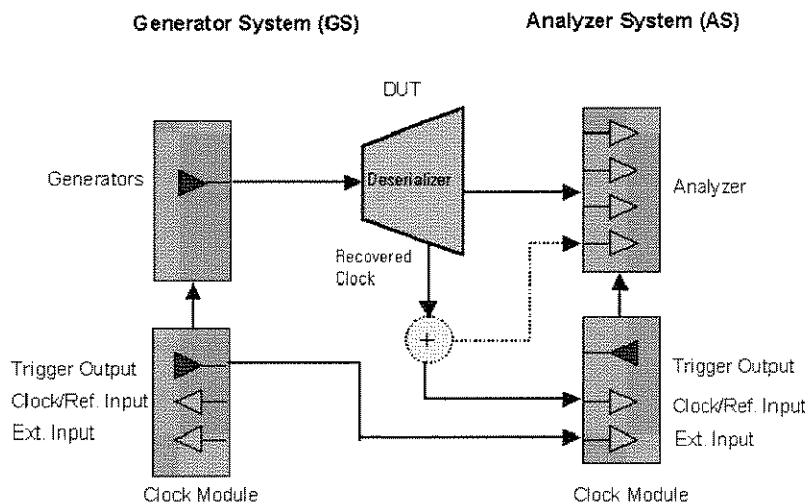 Generator System (GS)
Analyzer System (AS)
DUT
Generators
Deserializer
Analyzer
Recovered
Clock
+
Trigger Output
Clock/Ref. Input
Ext. Input
Trigger Output
Clock/Ref. Input
Ext. Input
Clock Module
Clock Module